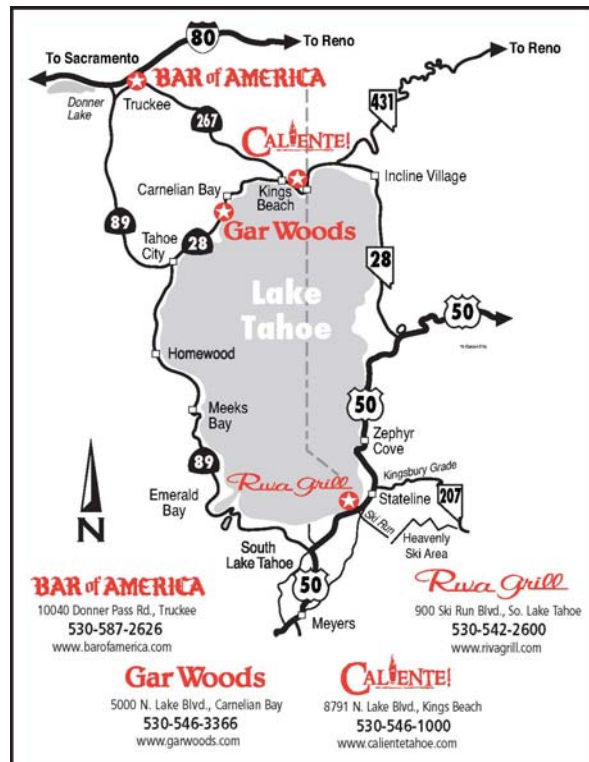 80
To Sacramento
To Reno
To Reno
BAR of AMERICA
Donner
Lake
Truckee
431
267
CALIENTE!
Carnelian Bay
Kings
Beach
Incline Village
Gar Woods
89
Tahoe
City
28
28
Lake
Tahoe
50
Homewood
50
Meeks
Bay
Zephyr
Cove
89
Kingsbury Grade
Riva Grill
Stateline
207
Emerald
Bay
Ski Run
N
Heavenly
Ski Area
South
Lake Tahoe
50
Meyers
BAR of AMERICA
10040 Donner Pass Rd., Truckee
530-587-2626
www.barofamerica.com
Riva Grill
900 Ski Run Blvd., So. Lake Tahoe
530-542-2600
www.rivagrill.com
Gar Woods
5000 N. Lake Blvd., Carnelian Bay
530-546-3366
www.garwoods.com
CALIENTE!
8791 N. Lake Blvd., Kings Beach
530-546-1000
www.calientetahoe.com